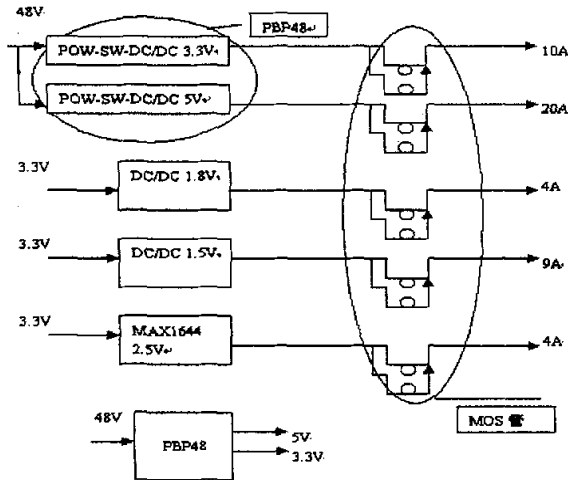 48V
PBP48
POW-SW-DC/DC 3.3V
10A
POW-SW-DC/DC 5V
20A
3.3V
DC/DC 1.8V
4A
3.3V
DC/DC 1.5V
9A
3.3V
MAX1644
2.5V
4A
MOS 管
48V
PBP48
5V
3.3V